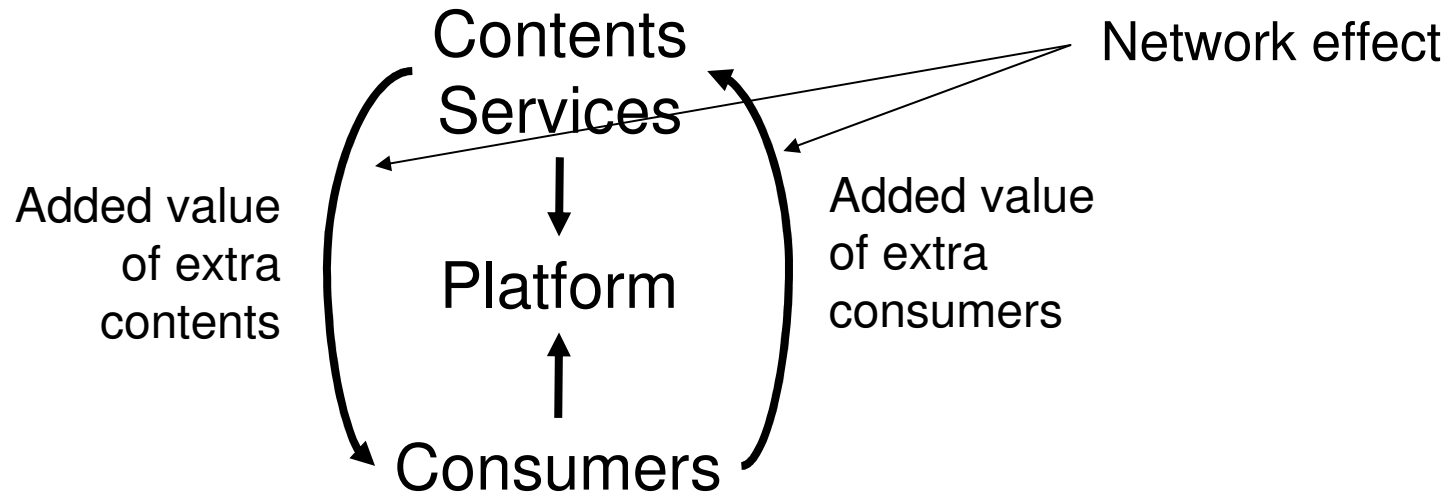 Contents
Services
Network effect
Added value
of extra
contents
Platform
Added value
of extra
consumers
Consumers